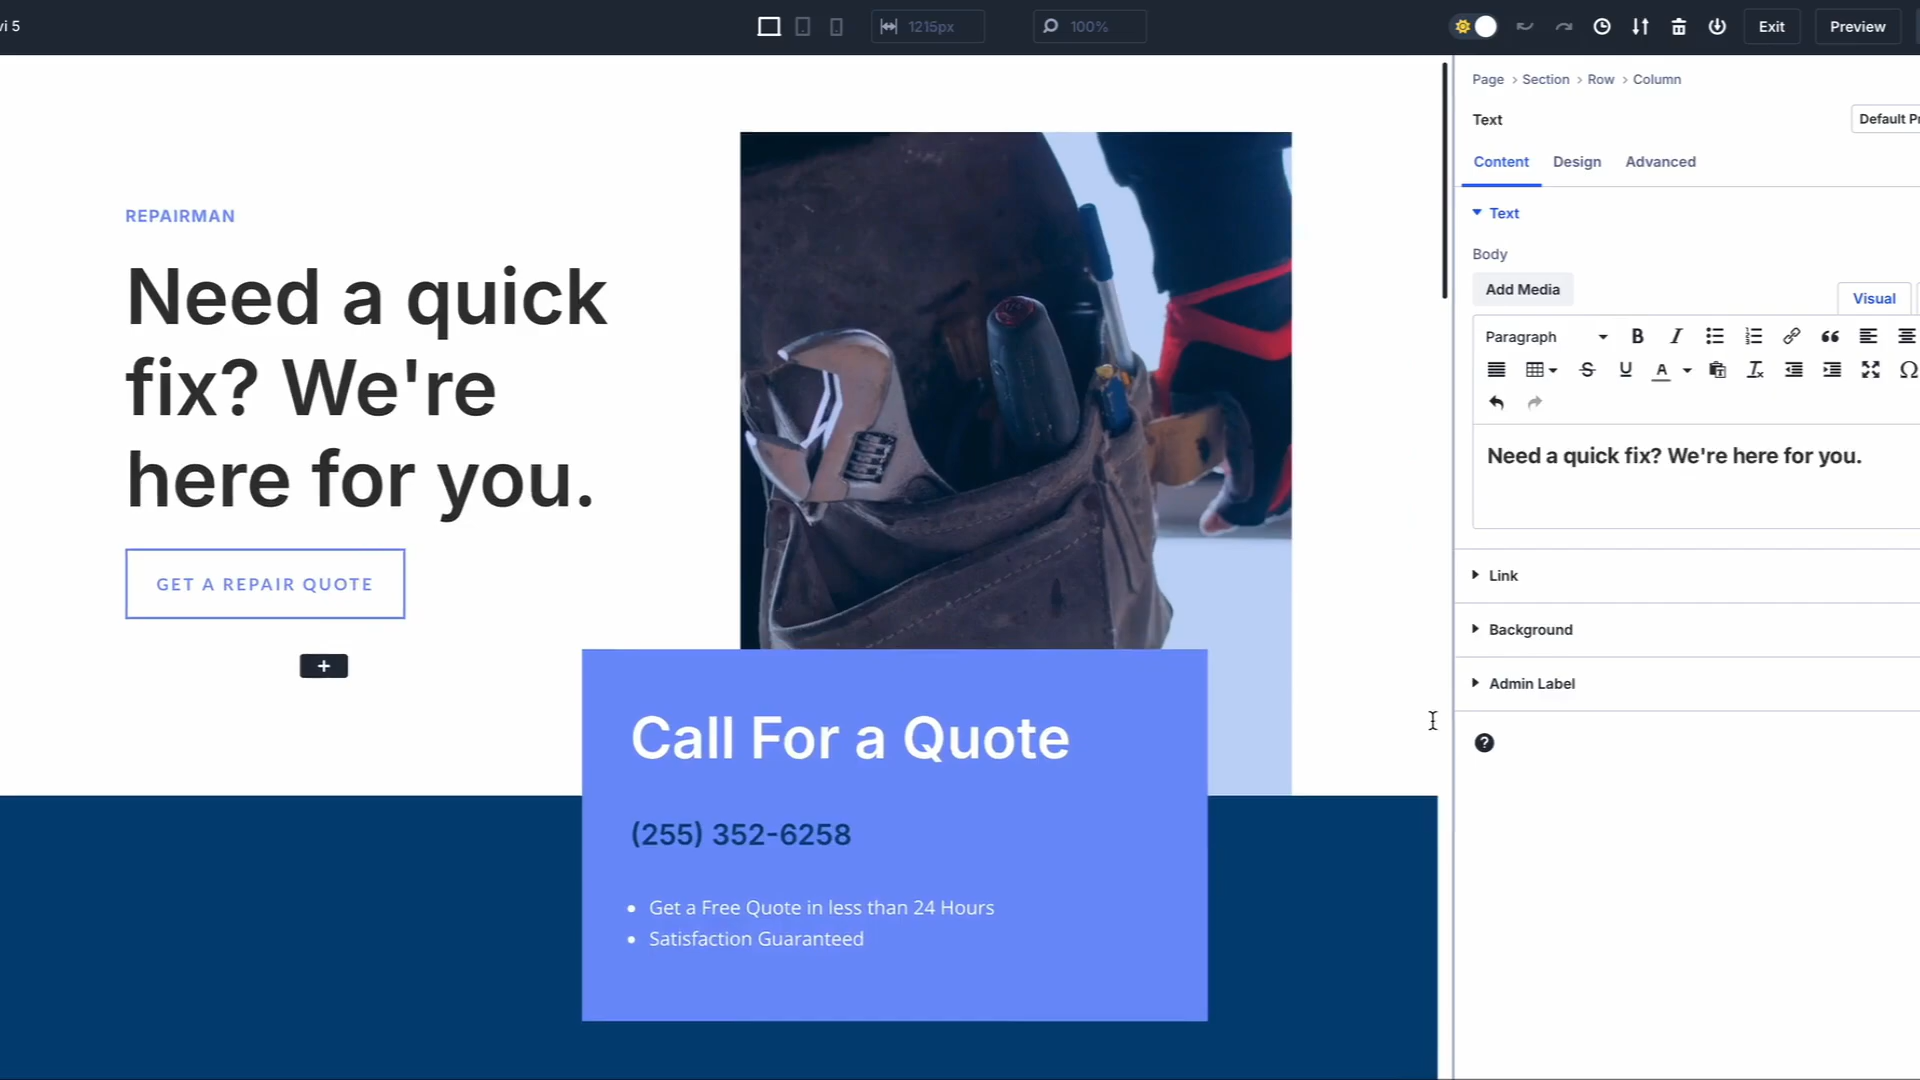 vi 5
1215px
100%
Exit
Preview
REPAIRMAN
Need a quick
fix? We're
here for you.
GET A REPAIR QUOTE
+
Call For a Quote
(255) 352-6258
• Get a Free Quote in less than 24 Hours
• Satisfaction Guaranteed
Page > Section > Row > Column
Text
Default Pr
Content Design Advanced
Text
Body
Add Media
Visual
Paragraph
Need a quick fix? We're here for you.
Link
Background
Admin Label